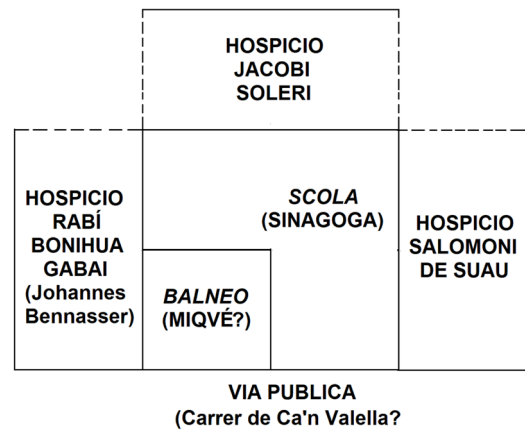 HOSPICIO
JACOBI
SOLERI
HOSPICIO
RABÍ
BONIHUA
GABAI
(Johannes
Bennasser)
SCOLA
(SINAGOGA)
BALNEO
(MIQVÉ?)
HOSPICIO
SALOMONI
DE SUAU
VIA PUBLICA
(Carrer de Ca'n Valella?